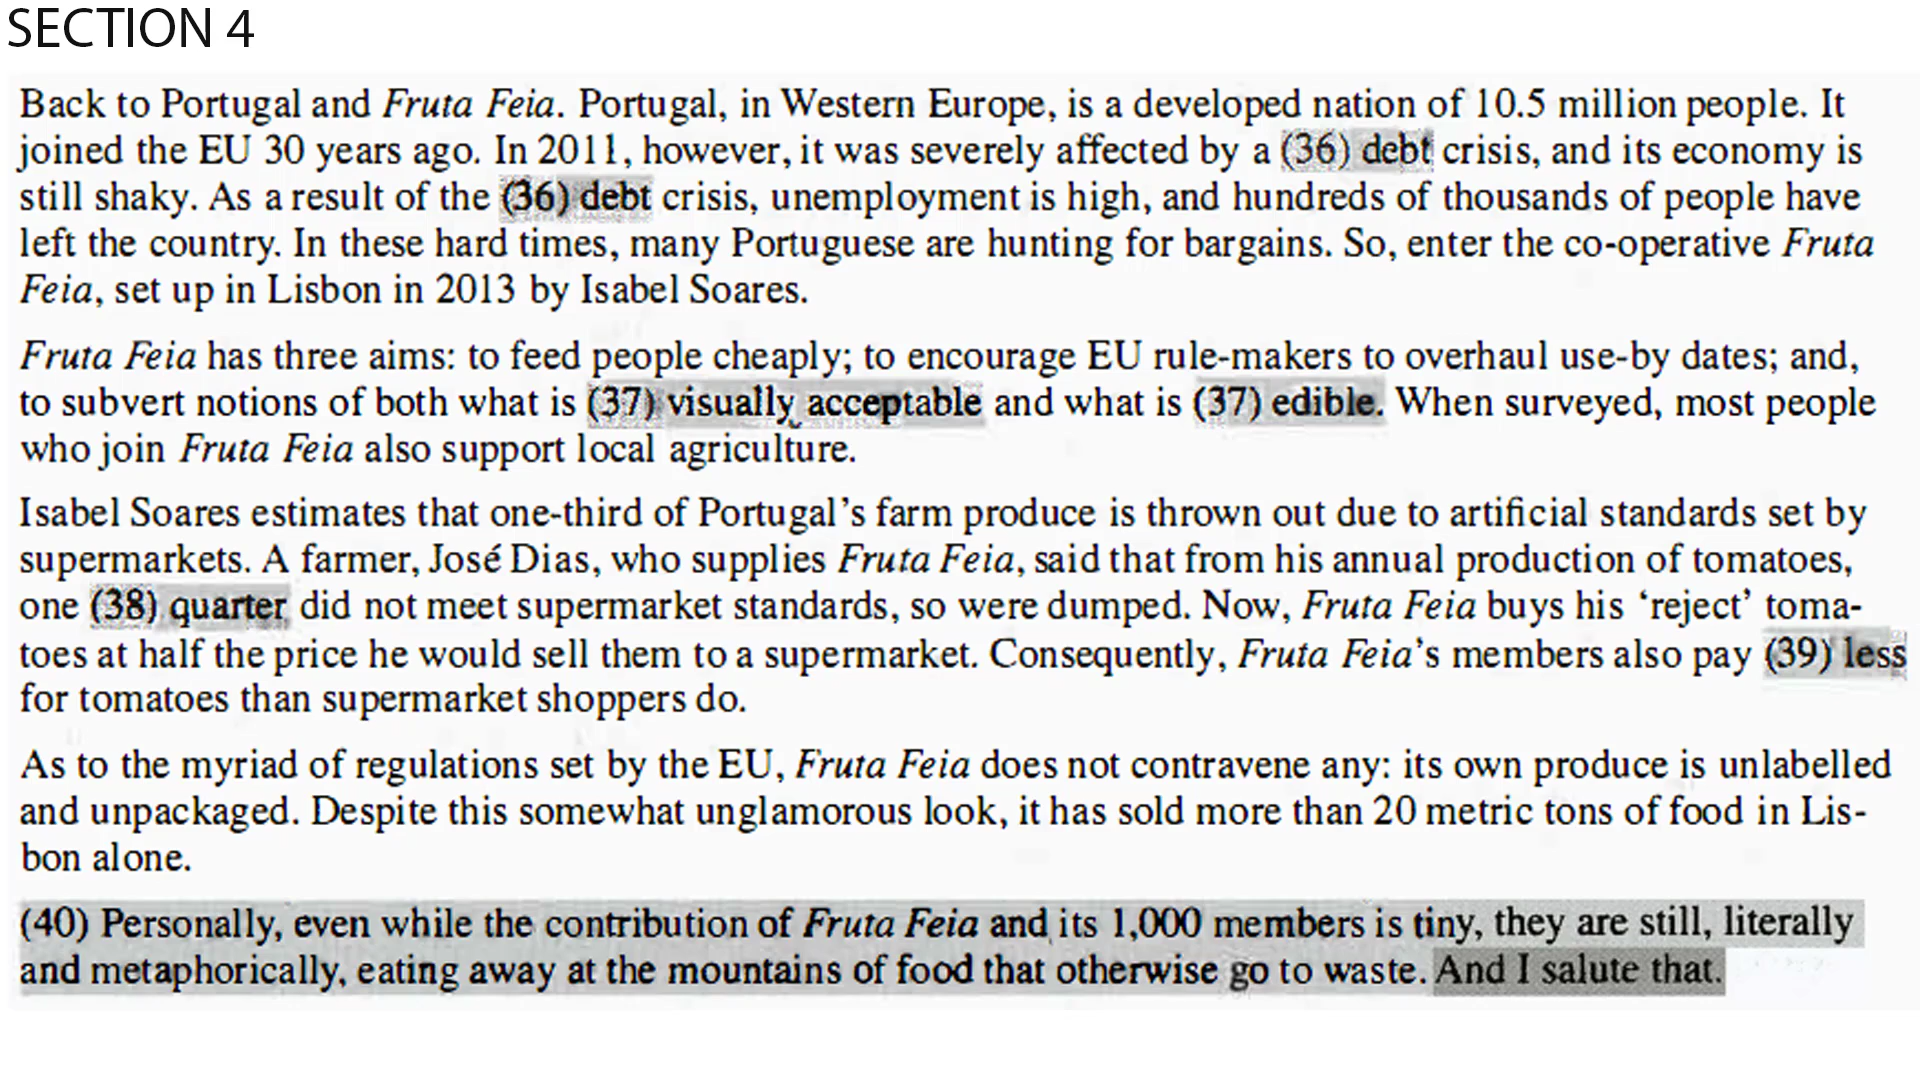 SECTION 4
Back to Portugal and Fruta Feia. Portugal, in Western Europe, is a developed nation of 10.5 million people. It
joined the EU 30 years ago. In 2011, however, it was severely affected by a (36) debt crisis, and its economy is
still shaky. As a result of the (36) debt crisis, unemployment is high, and hundreds of thousands of people have
left the country. In these hard times, many Portuguese are hunting for bargains. So, enter the co-operative Fruta
Feia, set up in Lisbon in 2013 by Isabel Soares.
Fruta Feia has three aims: to feed people cheaply; to encourage EU rule-makers to overhaul use-by dates; and,
to subvert notions of both what is (37) visually acceptable and what is (37) edible. When surveyed, most people
who join Fruta Feia also support local agriculture.
Isabel Soares estimates that one-third of Portugal's farm produce is thrown out due to artificial standards set by
supermarkets. A farmer, José Dias, who supplies Fruta Feia, said that from his annual production of tomatoes,
one (38) quarter did not meet supermarket standards, so were dumped. Now, Fruta Feia buys his 'reject' toma-
toes at half the price he would sell them to a supermarket. Consequently, Fruta Feia's members also pay (39) less
for tomatoes than supermarket shoppers do.
As to the myriad of regulations set by the EU, Fruta Feia does not contravene any: its own produce is unlabelled
and unpackaged. Despite this somewhat unglamorous look, it has sold more than 20 metric tons of food in Lis-
bon alone.
(40) Personally, even while the contribution of Fruta Feia and its 1,000 members is tiny, they are still, literally
and metaphorically, eating away at the mountains of food that otherwise go to waste. And I salute that.